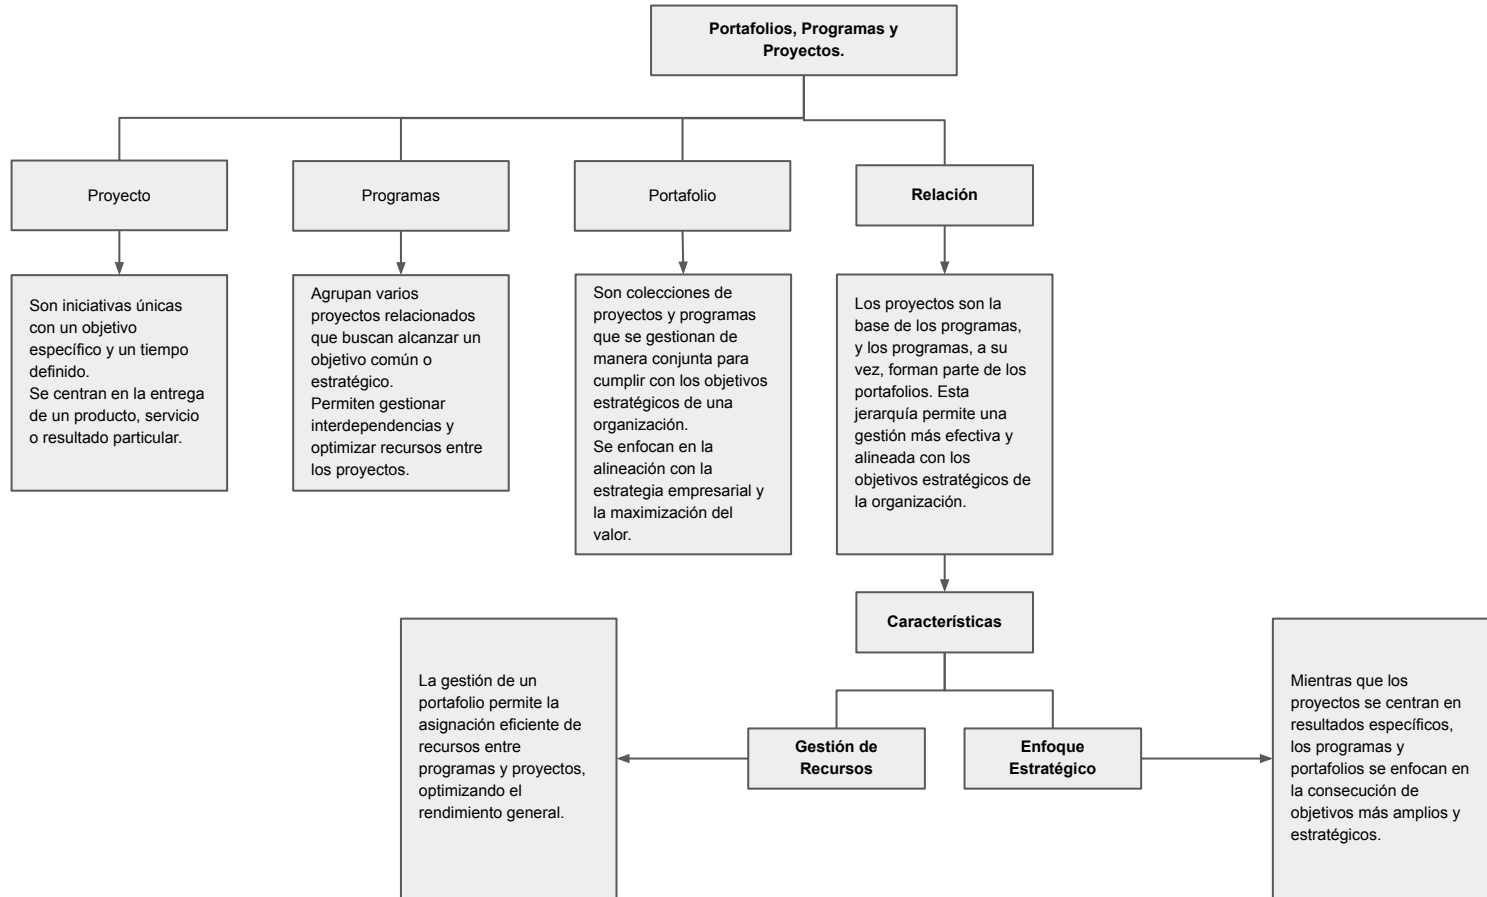 Portafolios, Programas y
Proyectos.
Proyecto
Programas
Portafolio
Relación
Son iniciativas únicas
con un objetivo
específico y un tiempo
definido.
Se centran en la entrega
de un producto, servicio
o resultado particular.
Agrupan varios
proyectos relacionados
que buscan alcanzar un
objetivo común o
estratégico.
Permiten gestionar
interdependencias y
optimizar recursos entre
los proyectos.
Son colecciones de
proyectos y programas
que se gestionan de
manera conjunta para
cumplir con los objetivos
estratégicos de una
organización.
Se enfocan en la
alineación con la
estrategia empresarial y
la maximización del
valor.
Los proyectos son la
base de los programas,
y los programas, a su
vez, forman parte de los
portafolios. Esta
jerarquía permite una
gestión más efectiva y
alineada con los
objetivos estratégicos de
la organización.
Característícas
Gestión de
Recursos
Enfoque
Estratégico
La gestión de un
portafolio permite la
asignación eficiente de
recursos entre
programas y proyectos,
optimizando el
rendimiento general.
Mientras que los
proyectos se centran en
resultados específicos,
los programas y
portafolios se enfocan en
la consecución de
objetivos más amplios y
estratégicos.